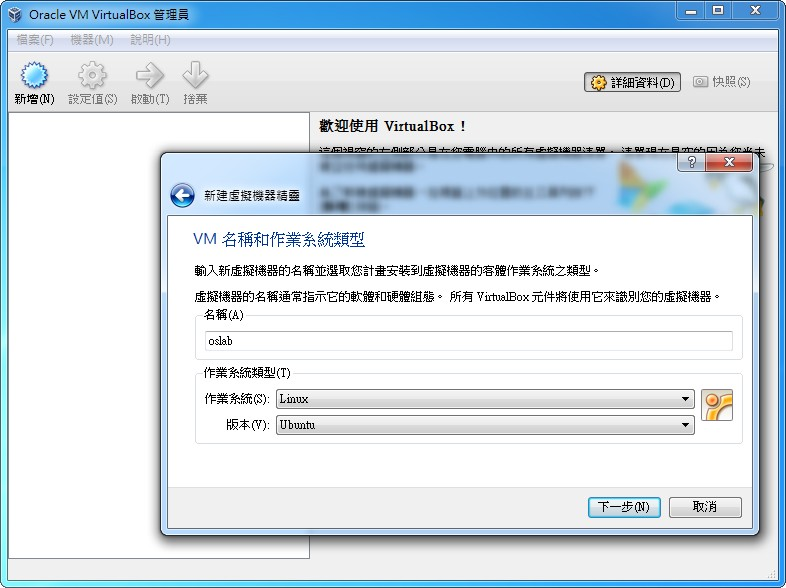 Oracle VM VirtualBox 管理員
檔案(F) 機器(M) 說明(H)
新增(N) 設定值(S) 啟動(T) 捨棄
詳細資料(D) 快照(S)
歡迎使用 VirtualBox！
新建虛擬機器精靈
VM 名稱和作業系統類型
輸入新虛擬機器的名稱並選取您計畫安裝到虛擬機器的客體作業系統之類型。
虛擬機器的名稱通常指示它的軟體和硬體組態。 所有 VirtualBox 元件將使用它來識別您的虛擬機器。
名稱(A)
oslab
作業系統類型(T)
作業系統(S): Linux
版本(V): Ubuntu
下一步(N) 取消